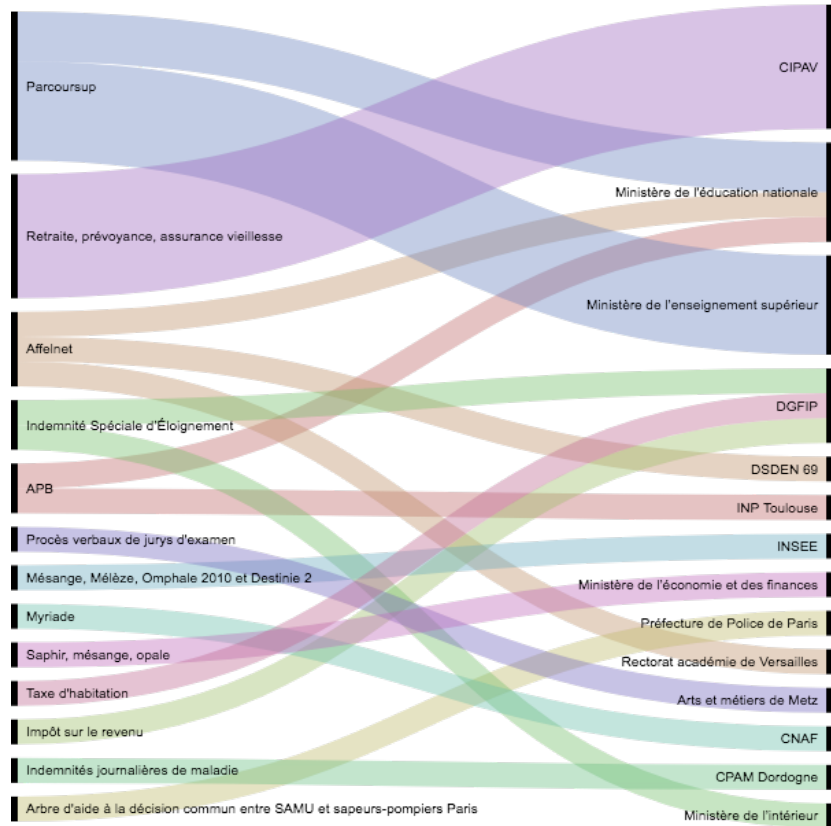 Parcoursup
Retraite, prévoyance, assurance vieillesse
Affelnet
Indemnité Spéciale d'Éloignement
APB
Procès verbaux de jurys d'examen
Mésange, Mélèze, Omphale 2010 et Destinie 2
Myriade
Saphir, mésange, opale
Taxe d'habitation
Impôt sur le revenu
Indemnités journalières de maladie
Arbre d'aide à la décision commun entre SAMU et sapeurs-pompiers Paris
CIPAV
Ministère de l'éducation nationale
Ministère de l'enseignement supérieur
DGFIP
DSDEN 69
INP Toulouse
INSEE
Ministère de l'économie et des finances
Préfecture de Police de Paris
Rectorat académie de Versailles
Arts et métiers de Metz
CNAF
CPAM Dordogne
Ministère de l'intérieur